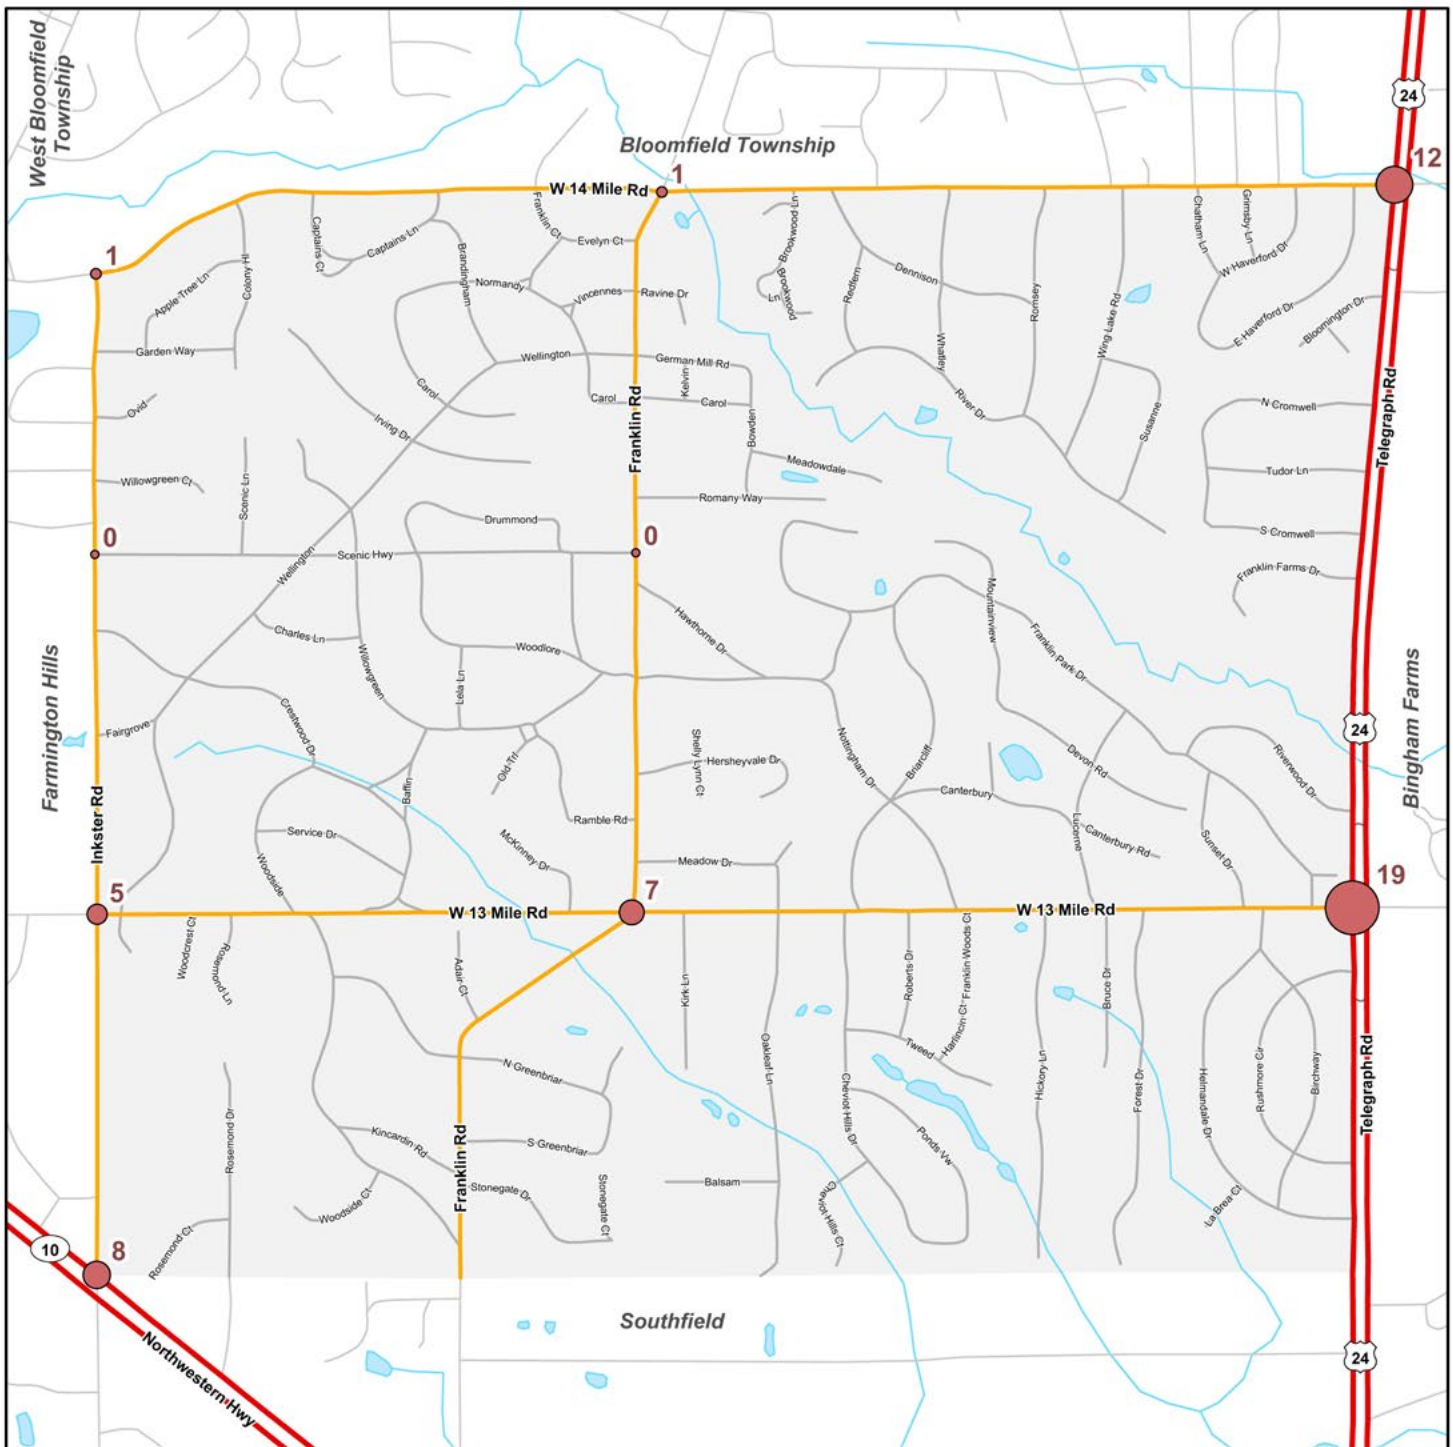 West Bloomfield
Township
24
Bloomfield Township
12
1
W 14 Mile Rd
Franklin Ct
Evelyn Ct
Captains Ct
Captains Ln
Brandingham
Brookwood Ln
Brookwood
Ln
Chatham Ln
Grimsby Ln
W Haverford Dr
1
Apple Tree Ln
Colony Hl
Normandy
Vincennes
Ravine Dr
Redfern
Dennison
Romsey
Whatley
Wing Lake Rd
E Haverford Dr
Bloomington Dr
Garden Way
Wellington
German Mill Rd
Kelvin
Carol
Carol
Carol
Bowden
River Dr
Susanne
N Cromwell
Telegraph Rd
Ovid
Irving Dr
Franklin Rd
Meadowdale
Tudor Ln
Willowgreen Ct
Scenic Ln
Romany Way
Drummond
S Cromwell
0
Scenic Hwy
0
Wellington
Franklin Farms Dr
Mountainview
Hawthorne Dr
Franklin Park Dr
Charles Ln
Woodlore
Willowgreen
Lela Ln
Farmington Hills
Bingham Farms
Crestwood Dr
Fairgrove
24
Shelly Lynn Ct
Hersheyvale Dr
Nottingham Dr
Briarcliff
Devon Rd
Riverwood Dr
Old Trl
Baffin
Canterbury
Inkster Rd
Ramble Rd
Service Dr
McKinney Dr
Lucerne
Canterbury Rd
Sunset Dr
Woodside
Meadow Dr
5
7
19
W 13 Mile Rd
W 13 Mile Rd
Woodcrest Ct
Rosemond Ln
Adair Ct
Kirk Ln
Roberts Dr
Franklin Woods Ct
Bruce Dr
Harlincin Ct
Tweed
Oakleaf Ln
Hickory Ln
Telegraph Rd
N Greenbriar
Cheviot Hills Dr
Forest Dr
Helmandale Dr
Rushmore Cir
Birchway
Rosemond Dr
Kincardin Rd
Franklin Rd
S Greenbriar
Ponds Vw
Stonegate Dr
Stonegate Ct
Balsam
Woodside Ct
Cheviot Hills Ct
La Brea Ct
Rosemond Ct
10
8
Southfield
Northwestern Hwy
24